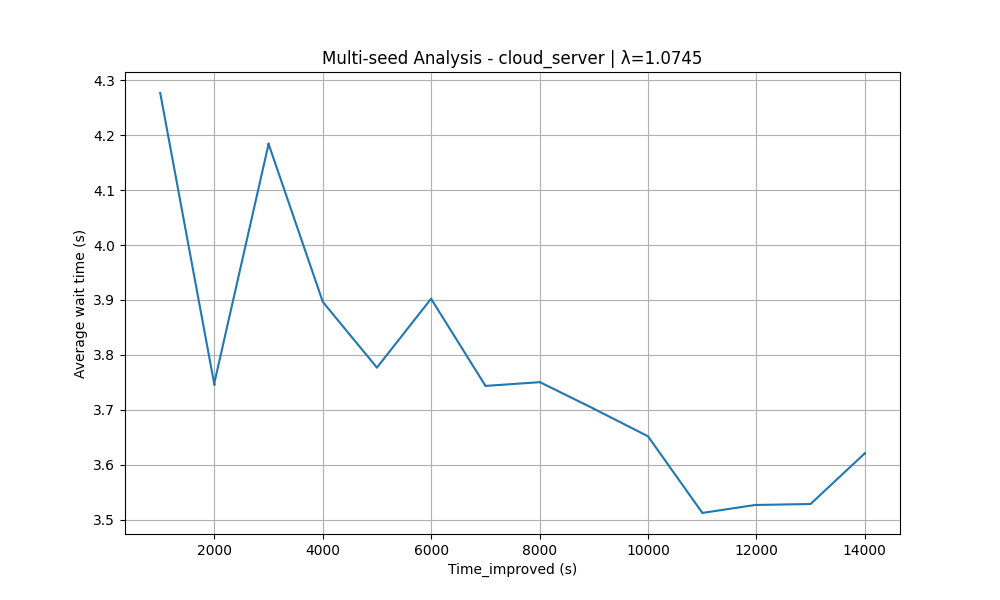 Multi-seed Analysis - cloud_server | λ=1.0745
Average wait time (s)
4.3
4.2
4.1
4.0
3.9
3.8
3.7
3.6
3.5
2000 4000 6000 8000 10000 12000 14000
Time_improved (s)